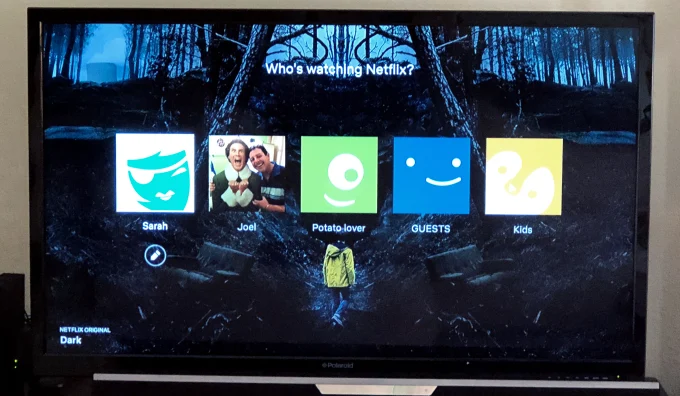 Who's watching Netflix?
Sarah
Joel
Potato lover
GUESTS
Kids
NETFLIX ORIGINAL
Dark
Polaroid